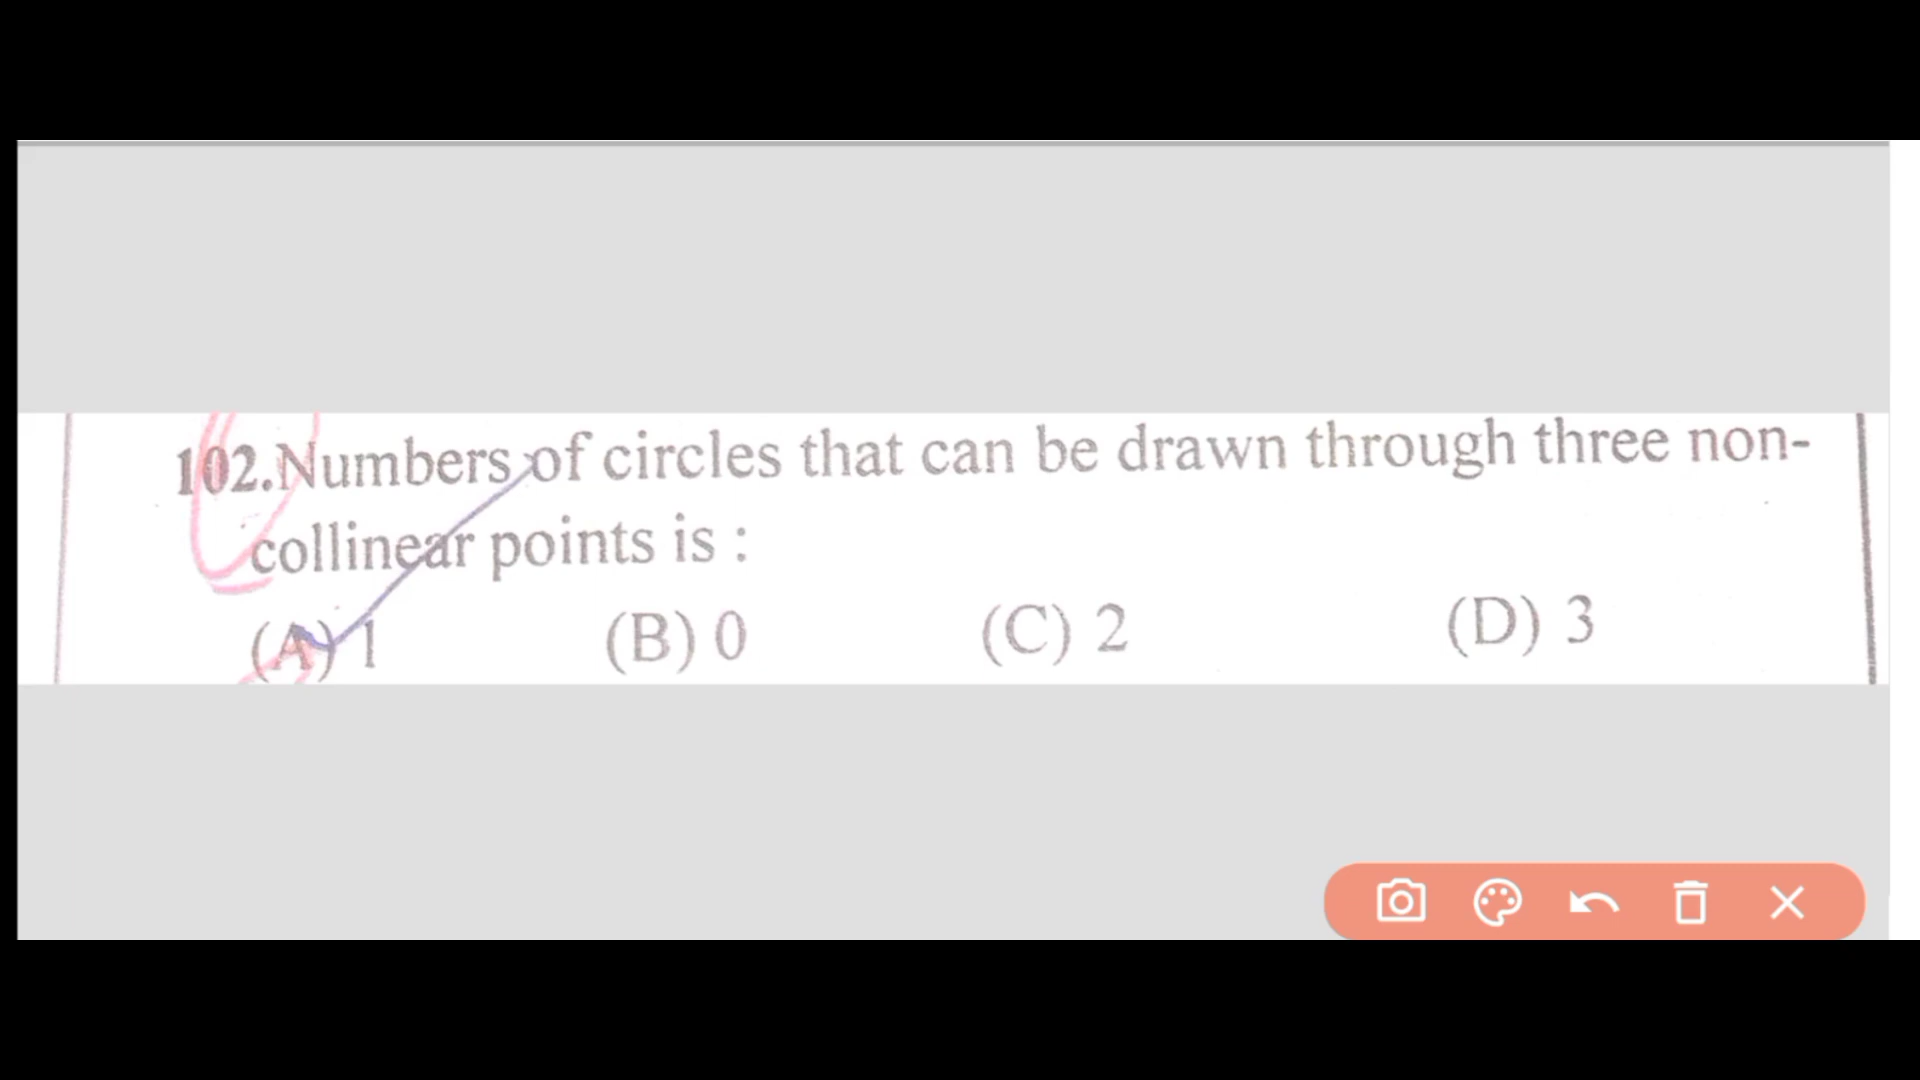 102.Numbers of circles that can be drawn through three non-
collinear points is :
(A) 1 (B) 0 (C) 2 (D) 3